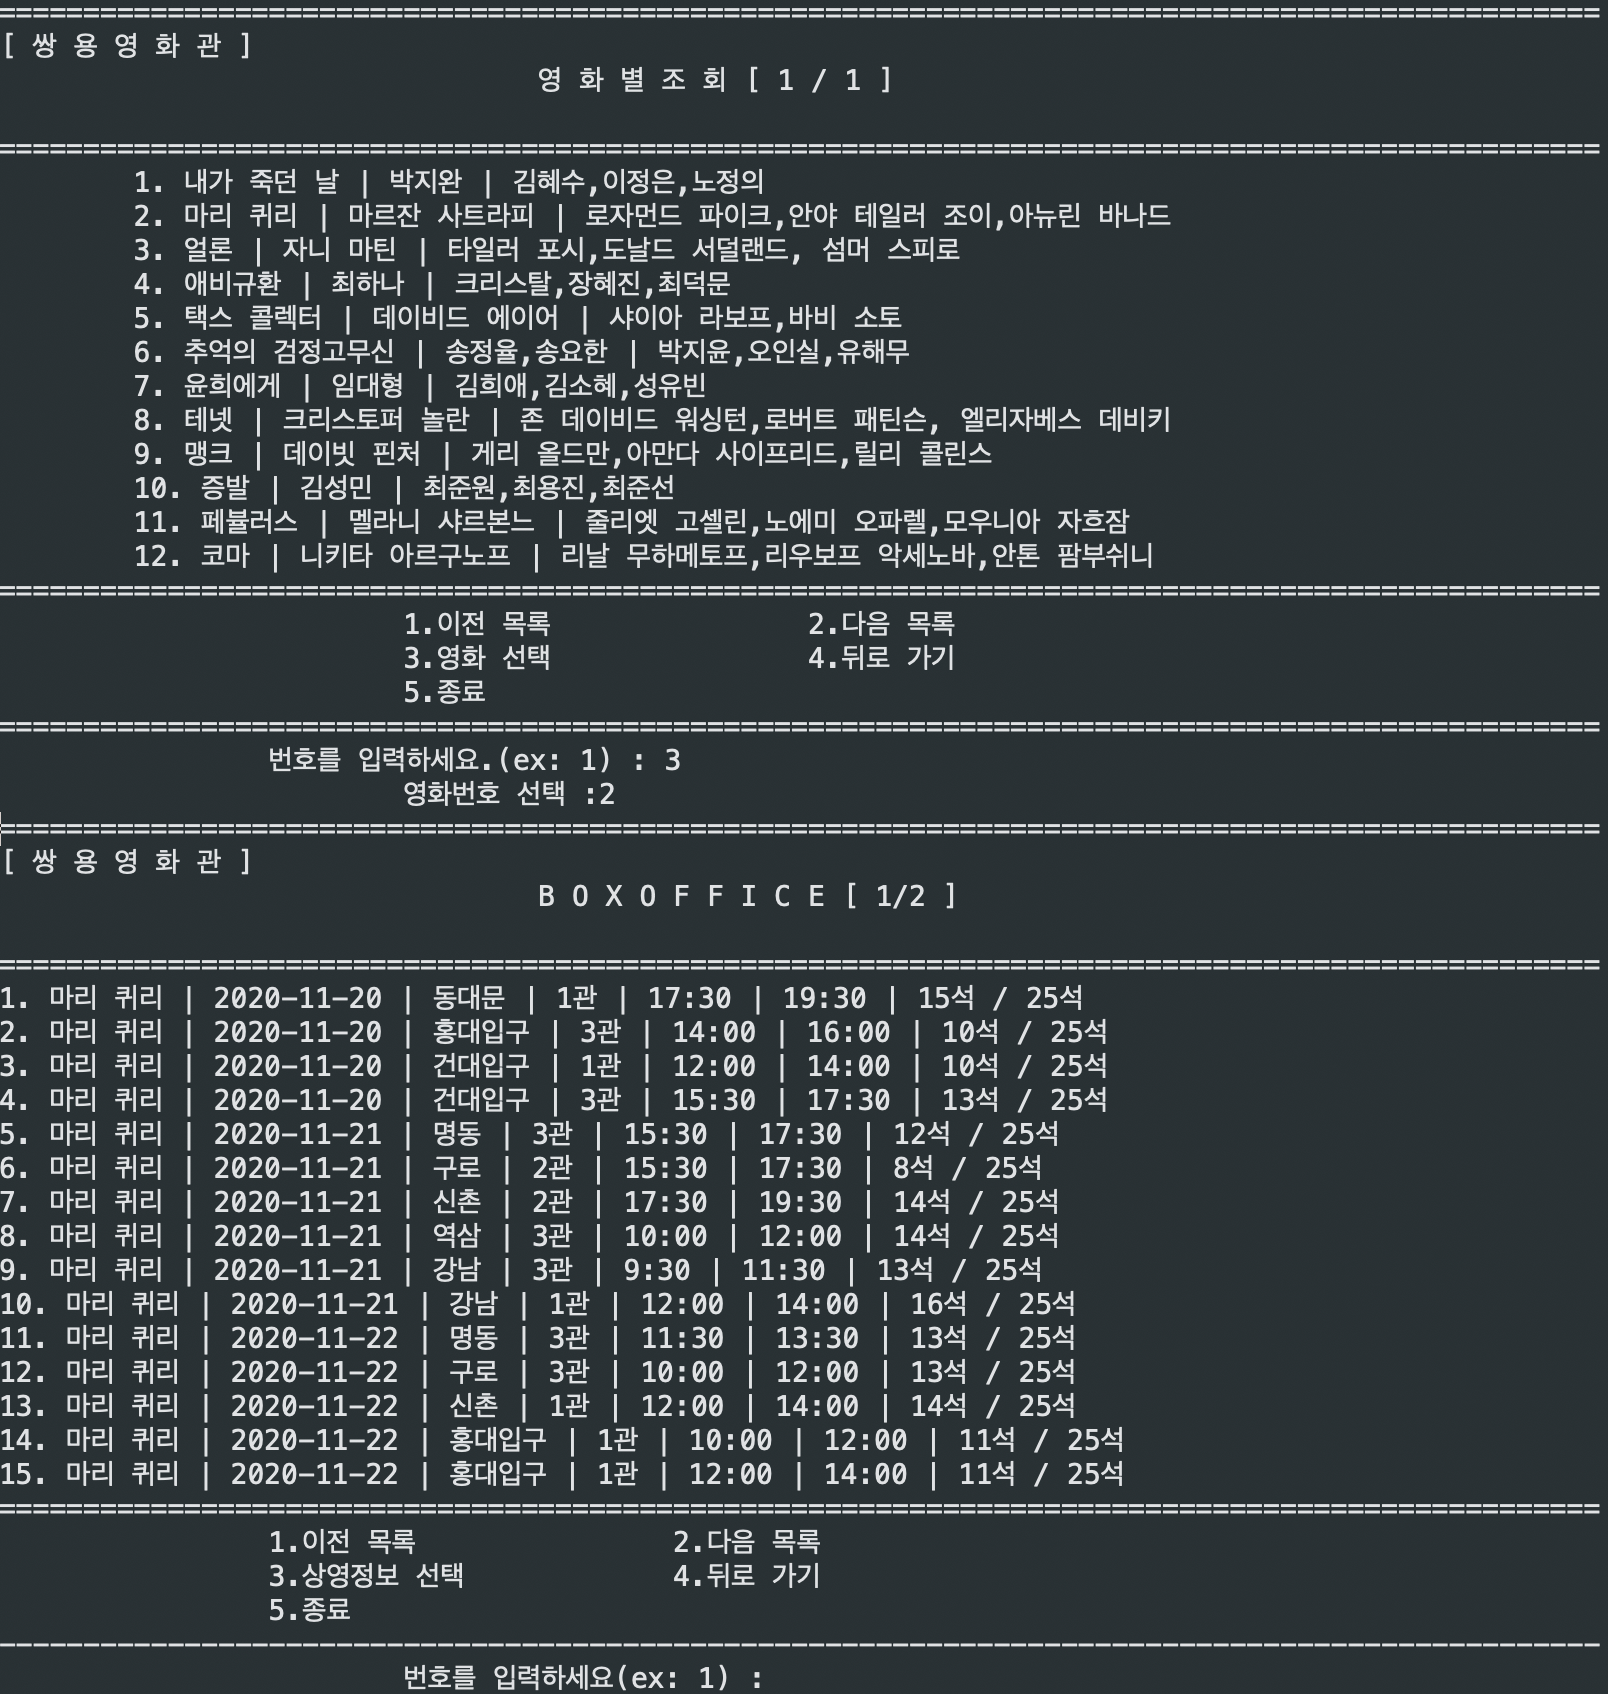 ===============================================================================================
[ 쌍 용 영 화 관 ]
영 화 별 조 회 [ 1 / 1 ]
===============================================================================================
1. 내가 죽던 날 | 박지완 | 김혜수,이정은,노정의
2. 마리 퀴리 | 마르잔 사트라피 | 로자먼드 파이크,안야 테일러 조이,아뉴린 바나드
3. 얼론 | 자니 마틴 | 타일러 포시,도날드 서덜랜드, 섬머 스피로
4. 애비규환 | 최하나 | 크리스탈,장혜진,최덕문
5. 택스 콜렉터 | 데이비드 에이어 | 샤이아 라보프,바비 소토
6. 추억의 검정고무신 | 송정율,송요한 | 박지윤,오인실,유해무
7. 윤희에게 | 임대형 | 김희애,김소혜,성유빈
8. 테넷 | 크리스토퍼 놀란 | 존 데이비드 워싱턴,로버트 패틴슨, 엘리자베스 데비키
9. 맹크 | 데이빗 핀처 | 게리 올드만,아만다 사이프리드,릴리 콜린스
10. 증발 | 김성민 | 최준원,최용진,최준선
11. 페뷸러스 | 멜라니 샤르본느 | 줄리엣 고셀린,노에미 오파렐,모우니아 자흐잠
12. 코마 | 니키타 아르구노프 | 리날 무하메토프,리우보프 악세노바,안톤 팜부쉬니
===============================================================================================
1.이전 목록 2.다음 목록
3.영화 선택 4.뒤로 가기
5.종료
===============================================================================================
번호를 입력하세요.(ex: 1) : 3
영화번호 선택 :2
===============================================================================================
[ 쌍 용 영 화 관 ]
B O X O F F I C E [ 1/2 ]
===============================================================================================
1. 마리 퀴리 | 2020-11-20 | 동대문 | 1관 | 17:30 | 19:30 | 15석 / 25석
2. 마리 퀴리 | 2020-11-20 | 홍대입구 | 3관 | 14:00 | 16:00 | 10석 / 25석
3. 마리 퀴리 | 2020-11-20 | 건대입구 | 1관 | 12:00 | 14:00 | 10석 / 25석
4. 마리 퀴리 | 2020-11-20 | 건대입구 | 3관 | 15:30 | 17:30 | 13석 / 25석
5. 마리 퀴리 | 2020-11-21 | 명동 | 3관 | 15:30 | 17:30 | 12석 / 25석
6. 마리 퀴리 | 2020-11-21 | 구로 | 2관 | 15:30 | 17:30 | 8석 / 25석
7. 마리 퀴리 | 2020-11-21 | 신촌 | 2관 | 17:30 | 19:30 | 14석 / 25석
8. 마리 퀴리 | 2020-11-21 | 역삼 | 3관 | 10:00 | 12:00 | 14석 / 25석
9. 마리 퀴리 | 2020-11-21 | 강남 | 3관 | 9:30 | 11:30 | 13석 / 25석
10. 마리 퀴리 | 2020-11-21 | 강남 | 1관 | 12:00 | 14:00 | 16석 / 25석
11. 마리 퀴리 | 2020-11-22 | 명동 | 3관 | 11:30 | 13:30 | 13석 / 25석
12. 마리 퀴리 | 2020-11-22 | 구로 | 3관 | 10:00 | 12:00 | 13석 / 25석
13. 마리 퀴리 | 2020-11-22 | 신촌 | 1관 | 12:00 | 14:00 | 14석 / 25석
14. 마리 퀴리 | 2020-11-22 | 홍대입구 | 1관 | 10:00 | 12:00 | 11석 / 25석
15. 마리 퀴리 | 2020-11-22 | 홍대입구 | 1관 | 12:00 | 14:00 | 11석 / 25석
===============================================================================================
1.이전 목록 2.다음 목록
3.상영정보 선택 4.뒤로 가기
5.종료
-----------------------------------------------------------------------------------------------
번호를 입력하세요(ex: 1) :